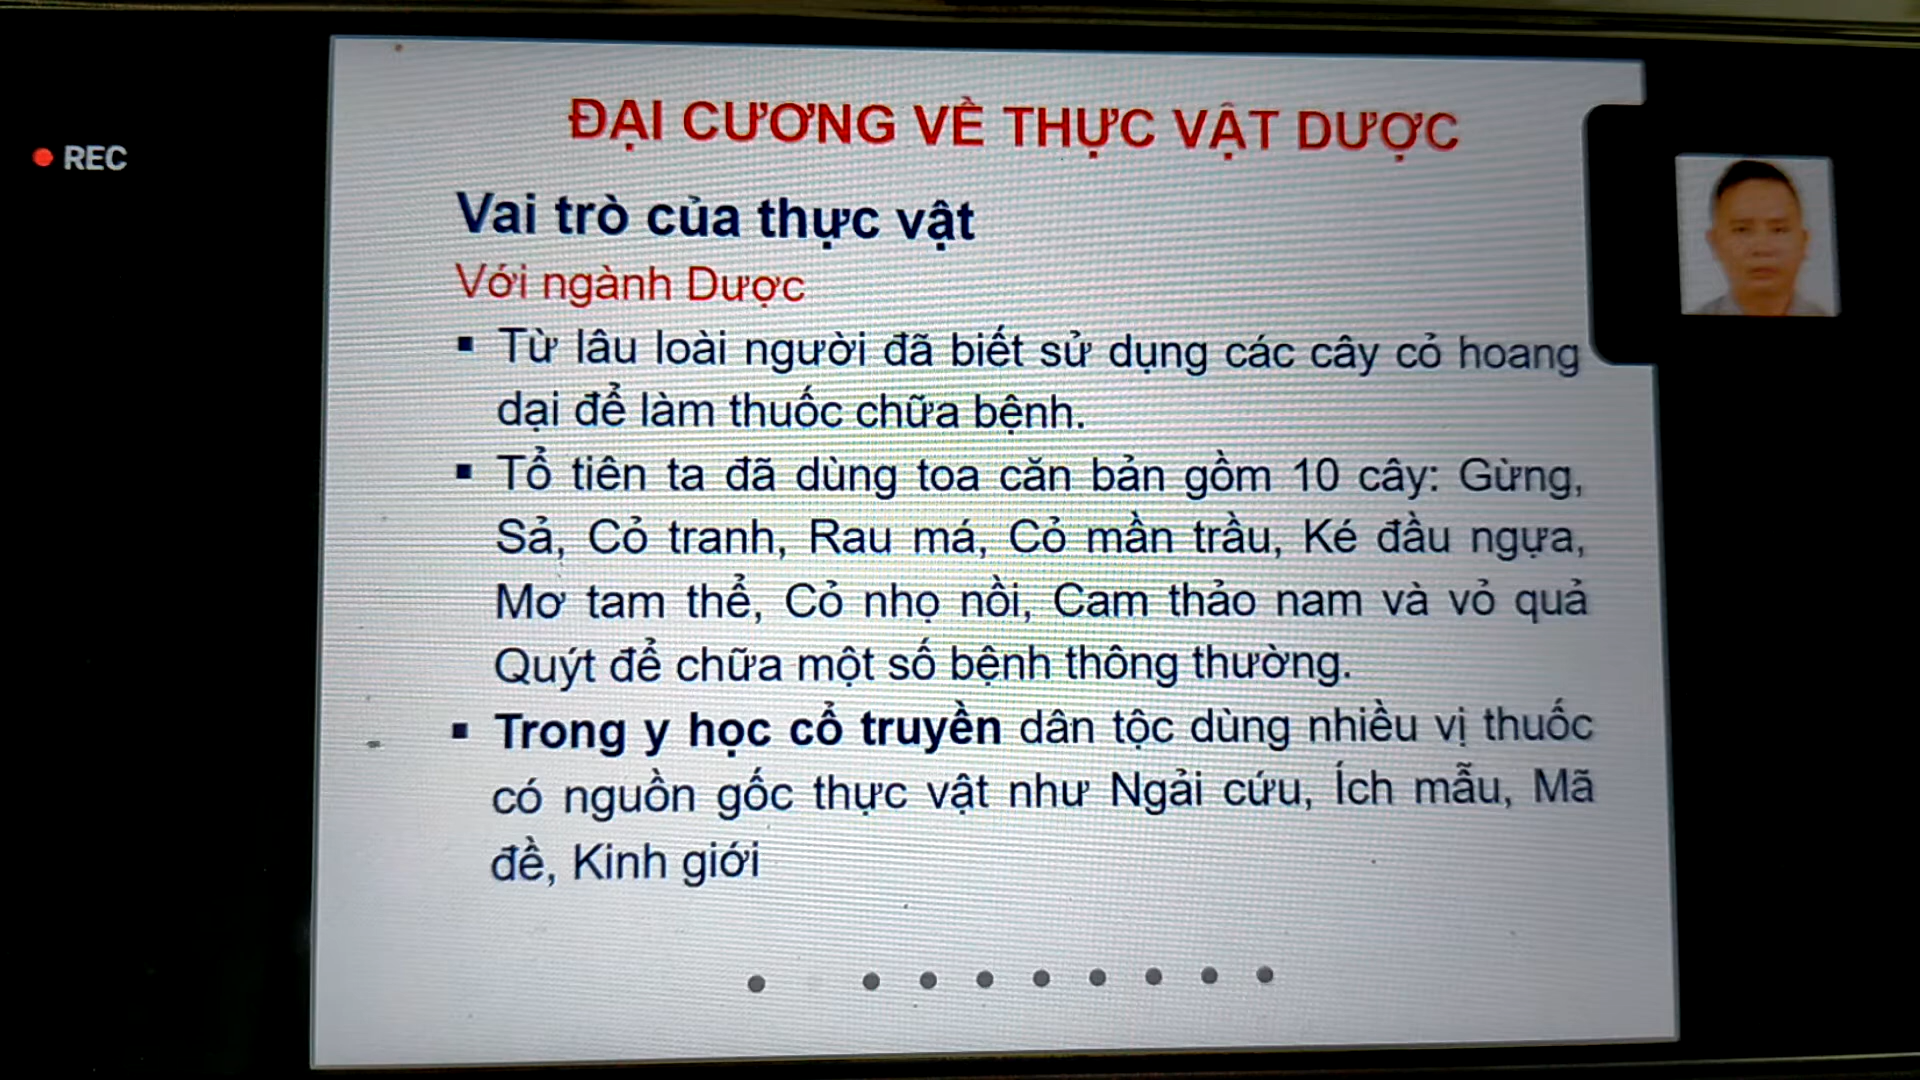 ĐẠI CƯƠNG VỀ THỰC VẬT DƯỢC
REC
Vai trò của thực vật
Với ngành Dược
▪ Từ lâu loài người đã biết sử dụng các cây cỏ hoang
dại để làm thuốc chữa bệnh.
▪ Tổ tiên ta đã dùng toa căn bản gồm 10 cây: Gừng,
Sả, Cỏ tranh, Rau má, Cỏ mần trầu, Ké đầu ngựa,
Mơ tam thể, Cỏ nhọ nồi, Cam thảo nam và vỏ quả
Quýt để chữa một số bệnh thông thường.
▪ Trong y học cổ truyền dân tộc dùng nhiều vị thuốc
có nguồn gốc thực vật như Ngải cứu, Ích mẫu, Mã
đề, Kinh giới